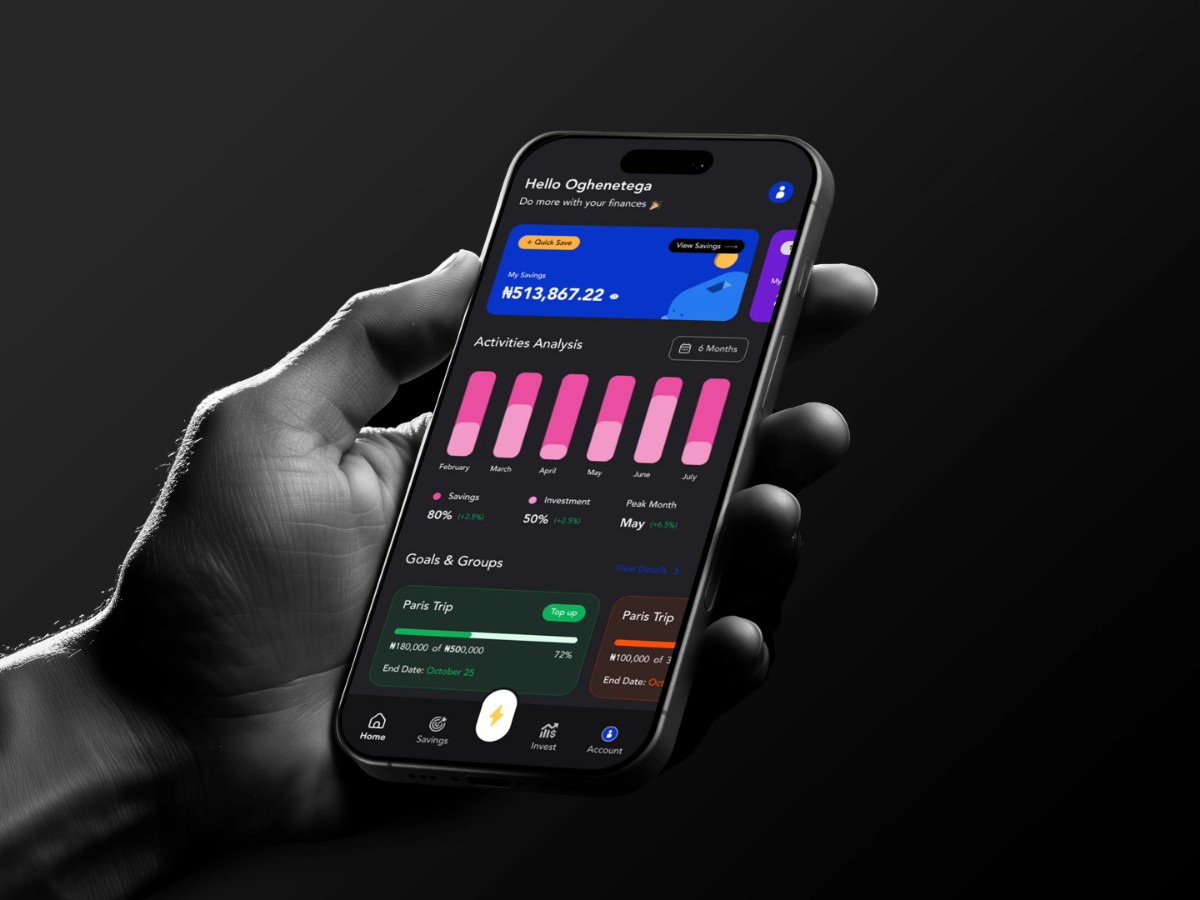 Hello Oghenetega
Do more with your finances
+ Quick Save
View Savings
My Savings
₦513,867.22
My
Activities Analysis
6 Months
February March April May June July
Savings
80% (+2.5%)
Investment
50% (+2.5%)
Peak Month
May (+6.5%)
Goals & Groups
View Details
Paris Trip
Top up
₦180,000 of ₦500,000
72%
End Date: October 25
Paris Trip
₦100,000 of 3
End Date: Oct
Home
Savings
Invest
Account